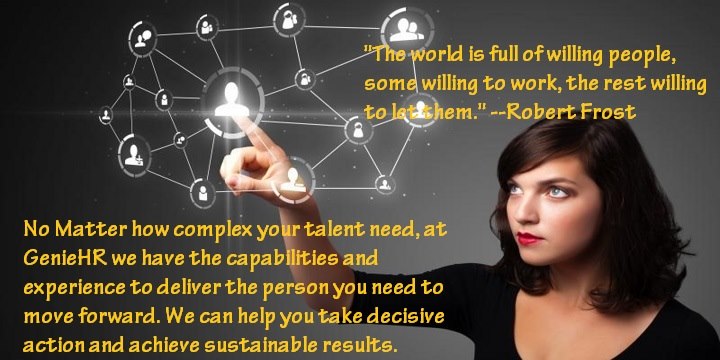 "The world is full of willing people,
some willing to work, the rest willing
to let them." --Robert Frost
No Matter how complex your talent need, at
GenieHR we have the capabilities and
experience to deliver the person you need to
move forward. We can help you take decisive
action and achieve sustainable results.